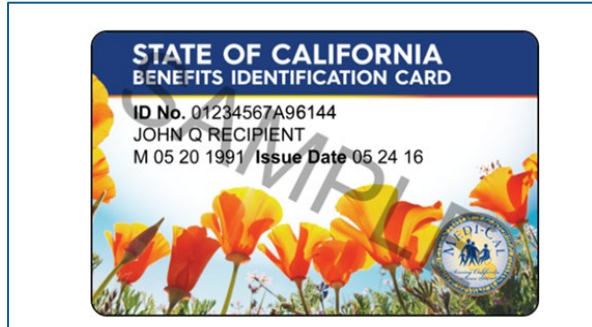 STATE OF CALIFORNIA
BENEFITS IDENTIFICATION CARD
ID No. 01234567A96144
JOHN Q RECIPIENT
M 05 20 1991 Issue Date 05 24 16
SAMPLE
MEDI-CAL